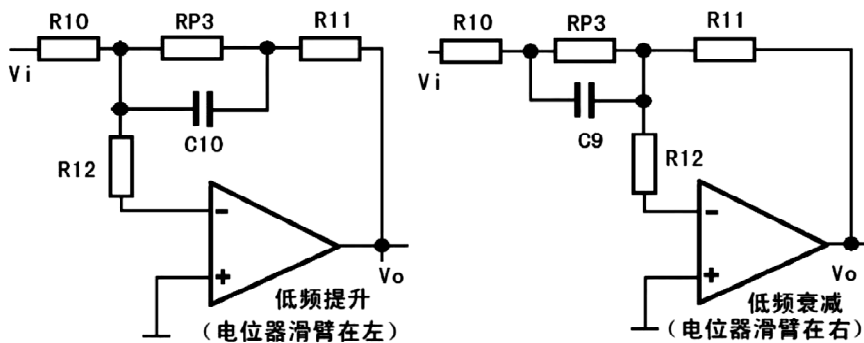 R10
RP3
R11
Vi
C10
R12
-
+
Vo
低频提升
(电位器滑臂在左)
R10
RP3
R11
Vi
C9
R12
-
+
Vo
低频衰减
(电位器滑臂在右)